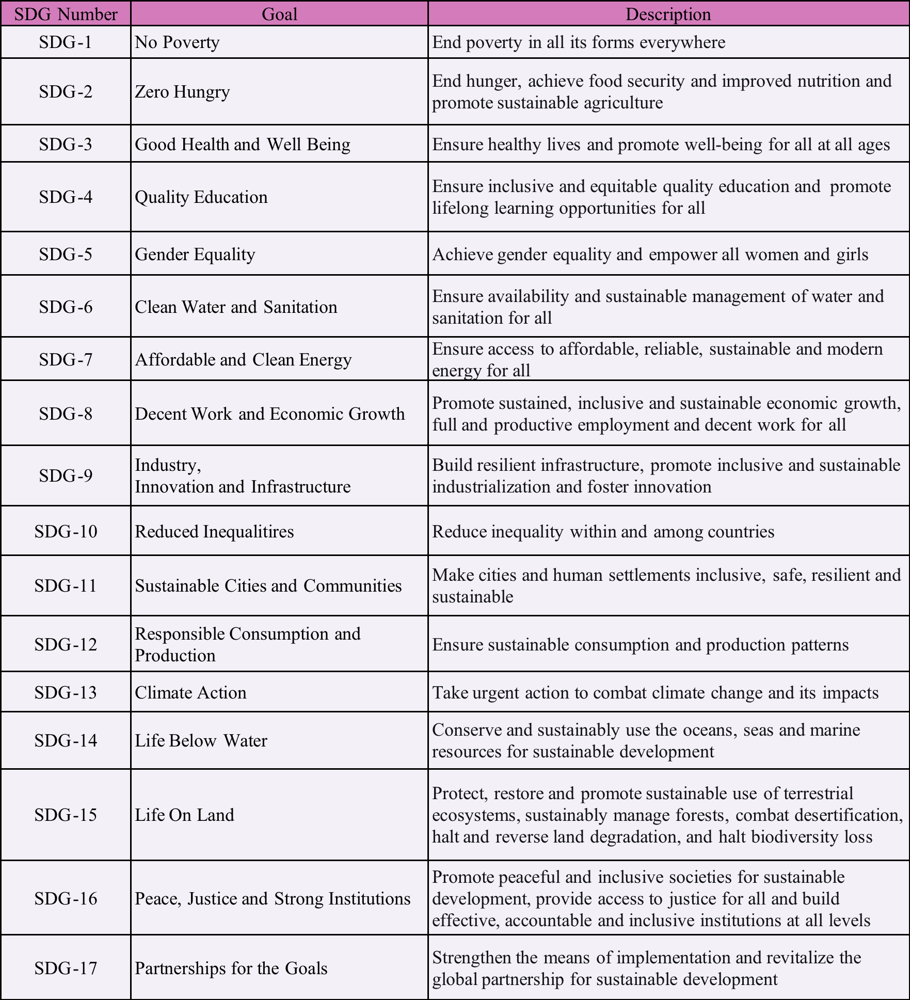 SDG Number Goal Description
SDG-1 No Poverty End poverty in all its forms everywhere
SDG-2 Zero Hungry End hunger, achieve food security and improved nutrition and
promote sustainable agriculture
SDG-3 Good Health and Well Being Ensure healthy lives and promote well-being for all at all ages
SDG-4 Quality Education Ensure inclusive and equitable quality education and promote
lifelong learning opportunities for all
SDG-5 Gender Equality Achieve gender equality and empower all women and girls
SDG-6 Clean Water and Sanitation Ensure availability and sustainable management of water and
sanitation for all
SDG-7 Affordable and Clean Energy Ensure access to affordable, reliable, sustainable and modern
energy for all
SDG-8 Decent Work and Economic Growth Promote sustained, inclusive and sustainable economic growth,
full and productive employment and decent work for all
SDG-9 Industry,
Innovation and Infrastructure Build resilient infrastructure, promote inclusive and sustainable
industrialization and foster innovation
SDG-10 Reduced Inequalitires Reduce inequality within and among countries
SDG-11 Sustainable Cities and Communities Make cities and human settlements inclusive, safe, resilient and
sustainable
SDG-12 Responsible Consumption and
Production Ensure sustainable consumption and production patterns
SDG-13 Climate Action Take urgent action to combat climate change and its impacts
SDG-14 Life Below Water Conserve and sustainably use the oceans, seas and marine
resources for sustainable development
SDG-15 Life On Land Protect, restore and promote sustainable use of terrestrial
ecosystems, sustainably manage forests, combat desertification,
halt and reverse land degradation, and halt biodiversity loss
SDG-16 Peace, Justice and Strong Institutions Promote peaceful and inclusive societies for sustainable
development, provide access to justice for all and build
effective, accountable and inclusive institutions at all levels
SDG-17 Partnerships for the Goals Strengthen the means of implementation and revitalize the
global partnership for sustainable development